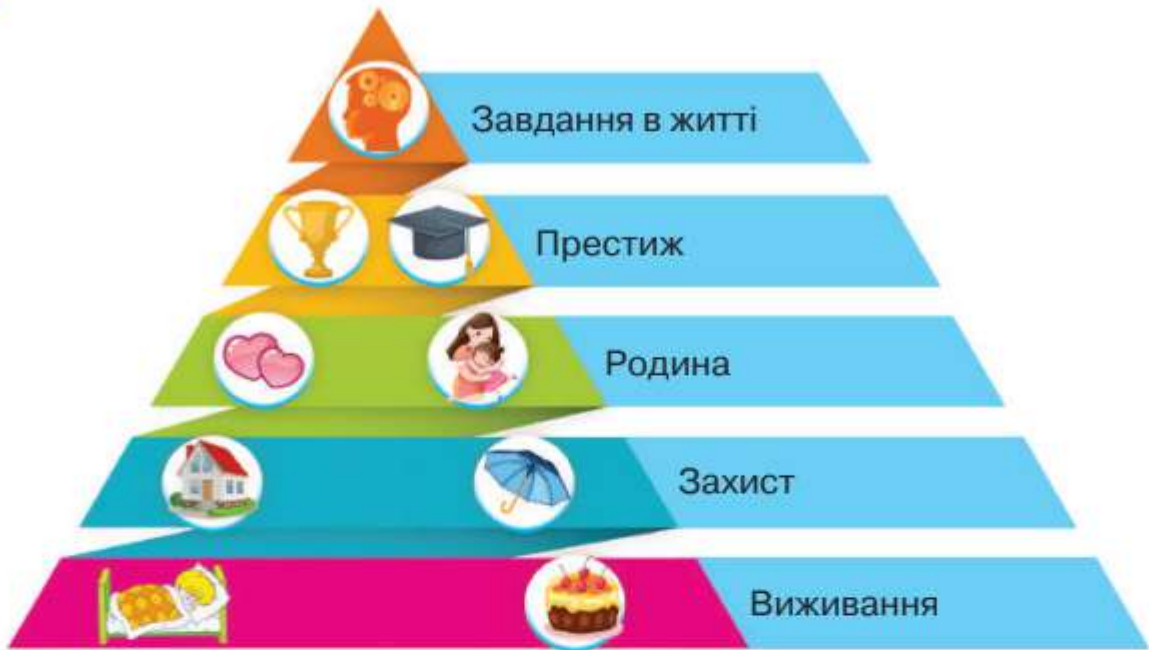 Завдання в житті
Престиж
Родина
Захист
Виживання